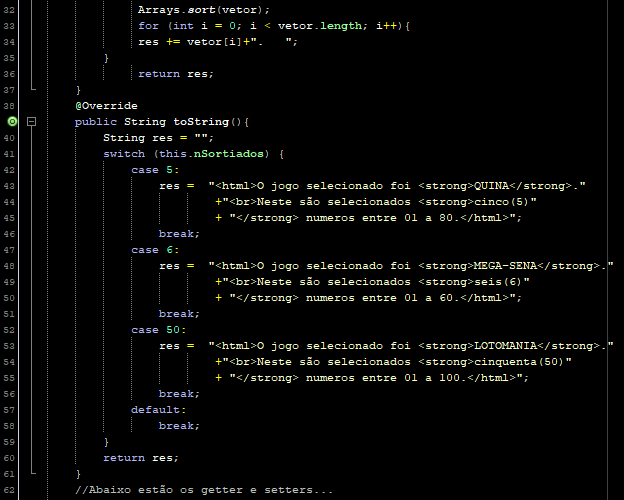 32 Arrays.sort(vetor);
33 for (int i = 0; i < vetor.length; i++){
34 res += vetor[i]+".   ";
35 }
36 return res;
37 }
38 @Override
public String toString(){
40 String res = "";
41 switch (this.nSortiados) {
42 case 5:
43 res =  "<html>O jogo selecionado foi <strong>QUINA</strong>."
44 +"<br>Neste são selecionados <strong>cinco(5)"
45 + "</strong> numeros entre 01 a 80.</html>";
46 break;
47 case 6:
48 res =  "<html>O jogo selecionado foi <strong>MEGA-SENA</strong>."
49 +"<br>Neste são selecionados <strong>seis(6)"
50 + "</strong> numeros entre 01 a 60.</html>";
51 break;
52 case 50:
53 res =  "<html>O jogo selecionado foi <strong>LOTOMANIA</strong>."
54 +"<br>Neste são selecionados <strong>cinquenta(50)"
55 + "</strong> numeros entre 01 a 100.</html>";
56 break;
57 default:
58 break;
59 }
60 return res;
61 }
62 //Abaixo estão os getter e setters...